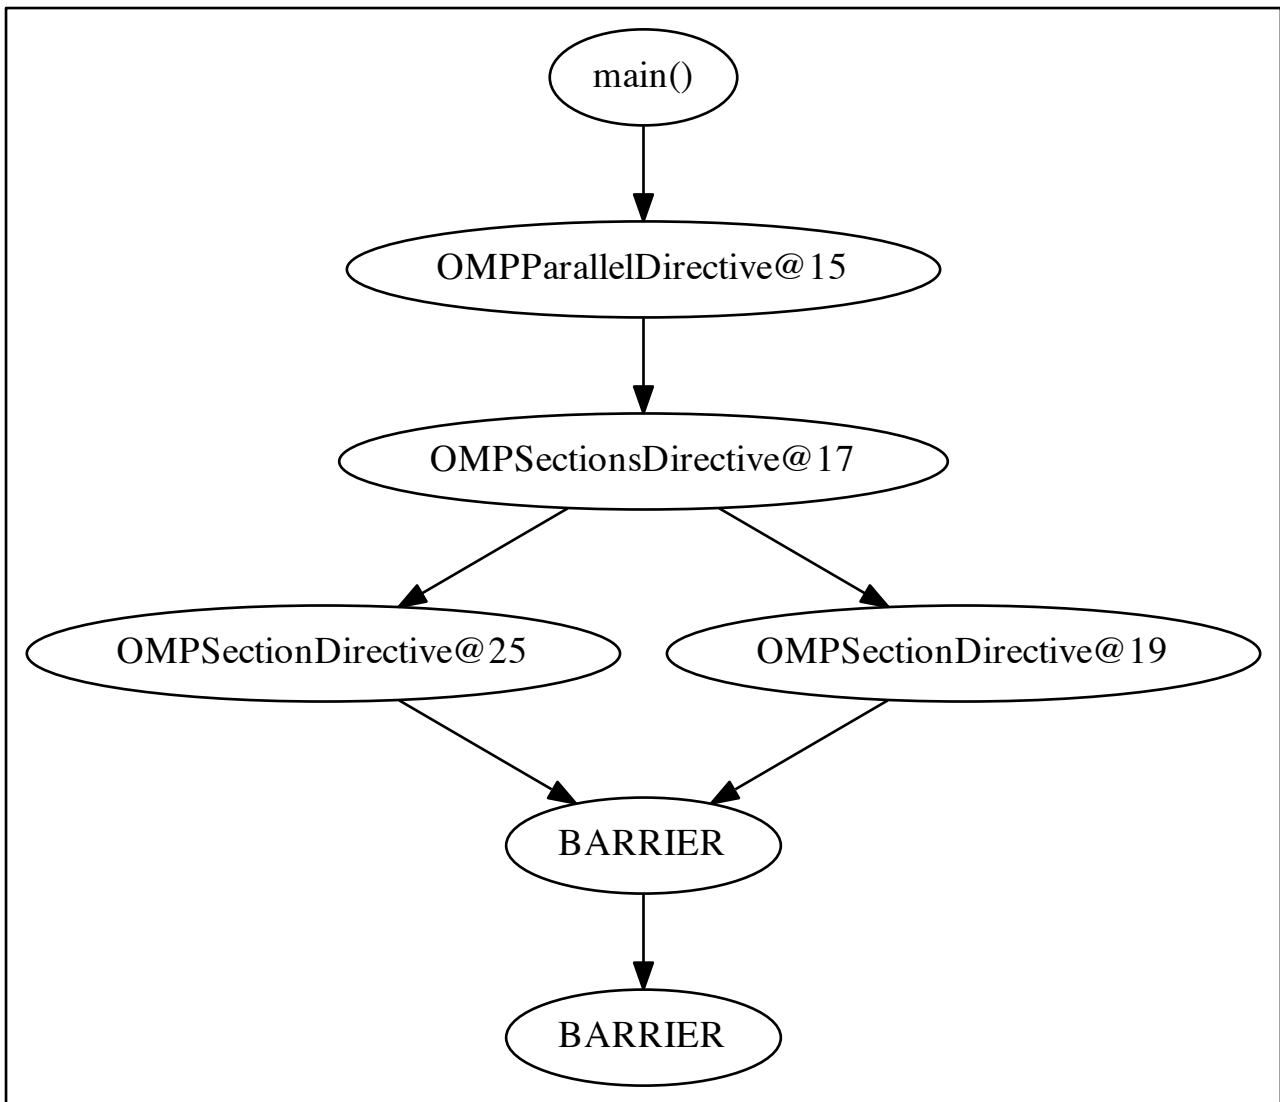 main()
OMPParallelDirective@15
OMPSectionsDirective@17
OMPSectionDirective@25
OMPSectionDirective@19
BARRIER
BARRIER